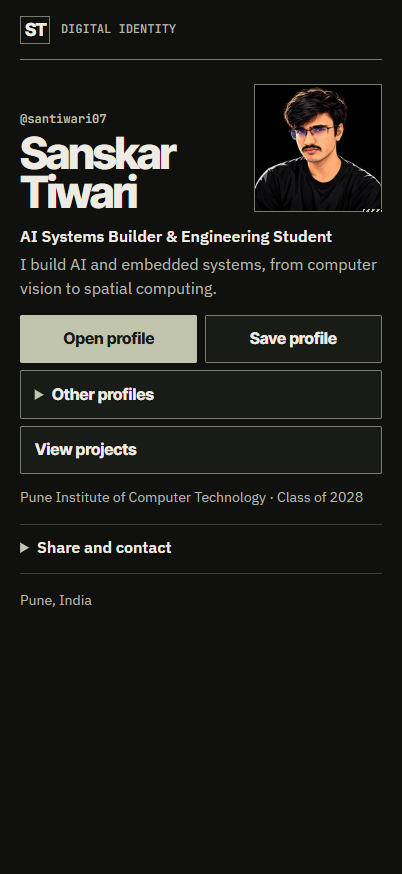 ST DIGITAL IDENTITY
@santiwari07
Sanskar
Tiwari
AI Systems Builder & Engineering Student
I build AI and embedded systems, from computer
vision to spatial computing.
Open profile Save profile
Other profiles
View projects
Pune Institute of Computer Technology · Class of 2028
Share and contact
Pune, India